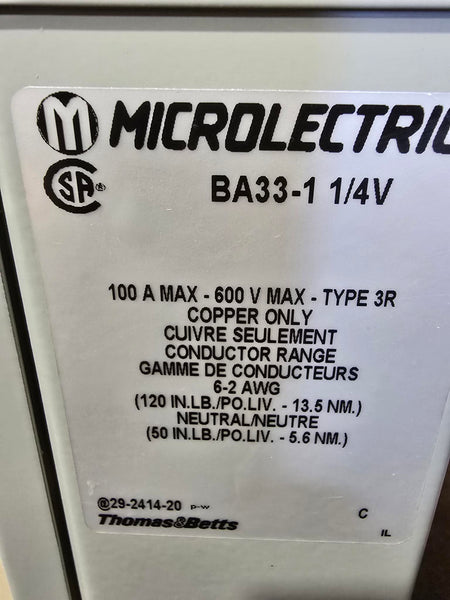 M MICROLECTRIC
CSA®
BA33-1 1/4V
100 A MAX - 600 V MAX - TYPE 3R
COPPER ONLY
CUIVRE SEULEMENT
CONDUCTOR RANGE
GAMME DE CONDUCTEURS
6-2 AWG
(120 IN.LB./PO.LIV. - 13.5 NM.)
NEUTRAL/NEUTRE
(50 IN.LB./PO.LIV. - 5.6 NM.)
@29-2414-20 p-w
C
Thomas&Betts
IL